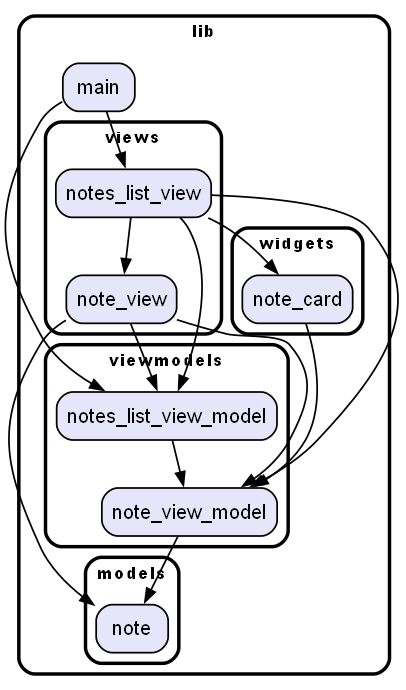 lib
main
views
notes_list_view
widgets
note_view
note_card
viewmodels
notes_list_view_model
note_view_model
models
note